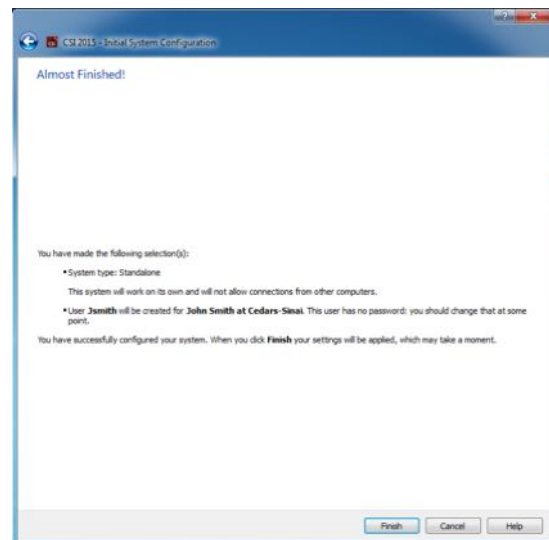 CSI 2015 - Initial System Configuration
Almost Finished!
You have made the following selection(s):
System type: Standalone
This system will work on its own and will not allow connections from other computers.
User Jsmith will be created for John Smith at Cedars-Sinai. This user has no password: you should change that at some
point.
You have successfully configured your system. When you click Finish your settings will be applied, which may take a moment.
Finish Cancel Help